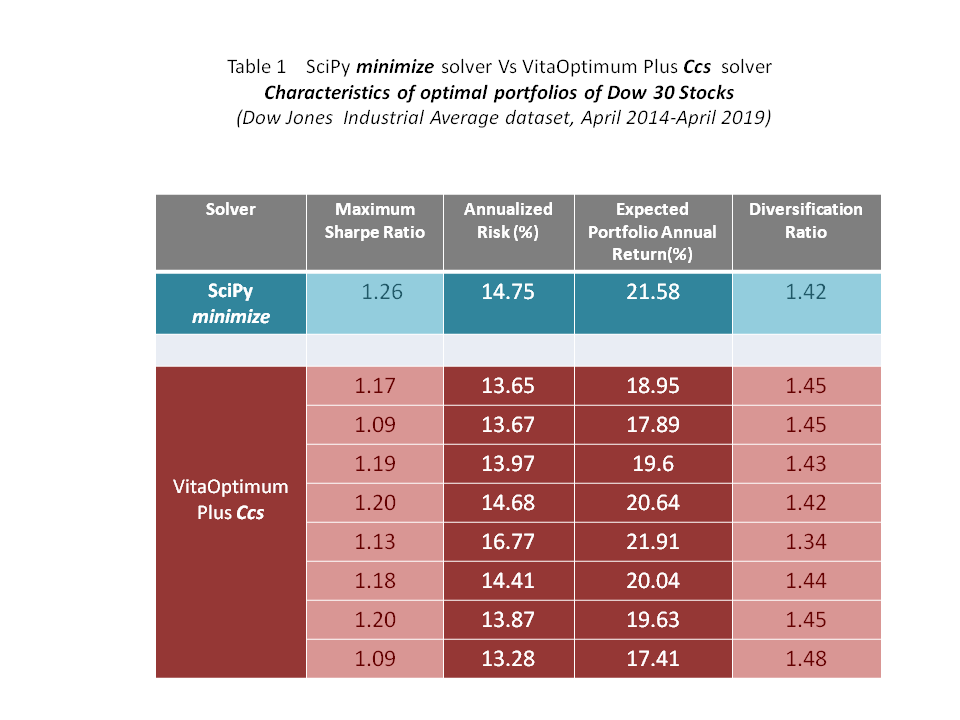 Table 1 SciPy minimize solver Vs VitaOptimum Plus Ccs solver
Characteristics of optimal portfolios of Dow 30 Stocks
(Dow Jones Industrial Average dataset, April 2014-April 2019)
Solver Maximum Sharpe Ratio Annualized Risk (%) Expected Portfolio Annual Return(%) Diversification Ratio
SciPy minimize 1.26 14.75 21.58 1.42
VitaOptimum Plus Ccs
1.17 13.65 18.95 1.45
1.09 13.67 17.89 1.45
1.19 13.97 19.6 1.43
1.20 14.68 20.64 1.42
1.13 16.77 21.91 1.34
1.18 14.41 20.04 1.44
1.20 13.87 19.63 1.45
1.09 13.28 17.41 1.48